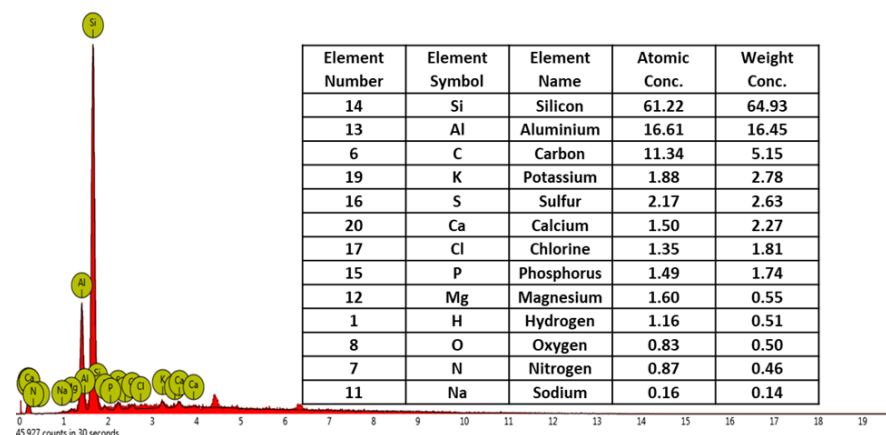 Si
Element Number Element Symbol Element Name Atomic Conc. Weight Conc.
14 Si Silicon 61.22 64.93
13 Al Aluminium 16.61 16.45
6 C Carbon 11.34 5.15
19 K Potassium 1.88 2.78
16 S Sulfur 2.17 2.63
20 Ca Calcium 1.50 2.27
17 Cl Chlorine 1.35 1.81
15 P Phosphorus 1.49 1.74
12 Mg Magnesium 1.60 0.55
1 H Hydrogen 1.16 0.51
8 O Oxygen 0.83 0.50
7 N Nitrogen 0.87 0.46
11 Na Sodium 0.16 0.14
Al
Ca N Na Al Si P Cl K Ca Ca
0 1 2 3 4 5 6 7 8 9 10 11 12 13 14 15 16 17 18 19
45,927 counts in 30 seconds